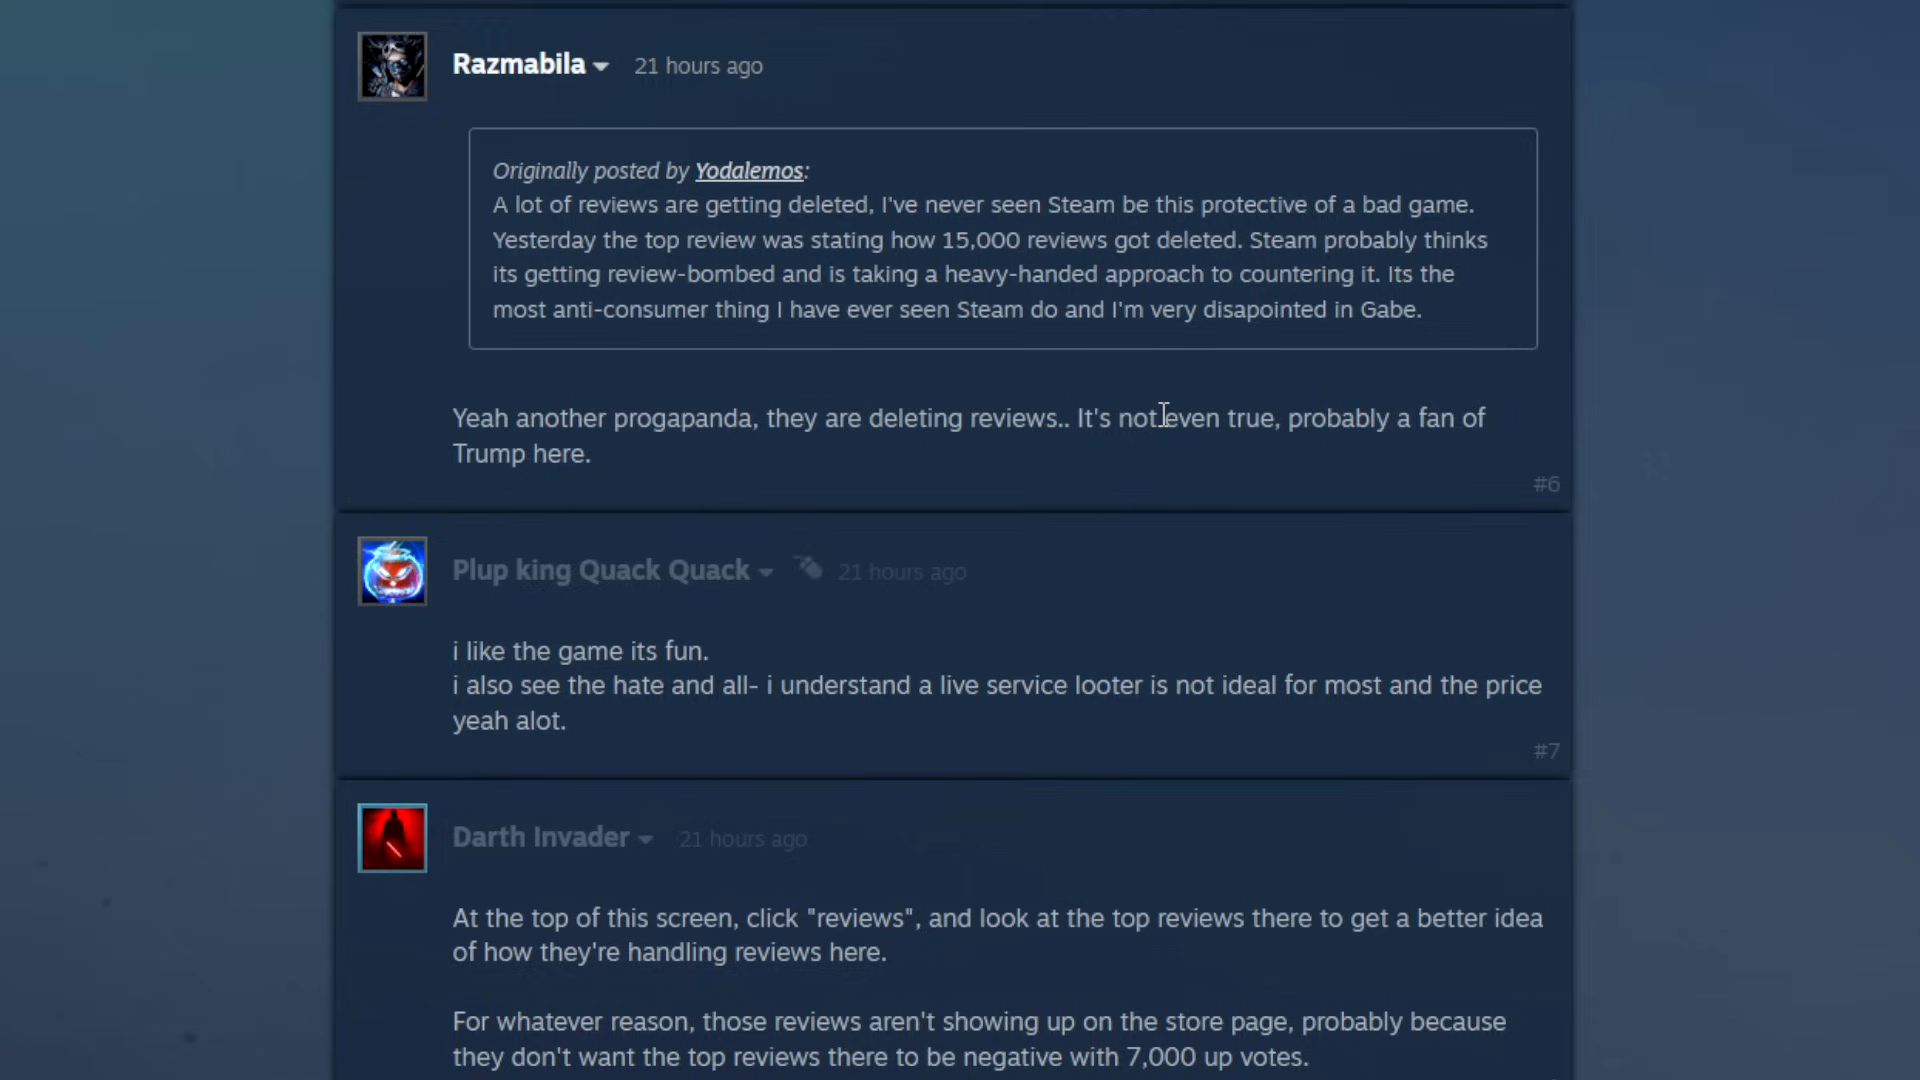 Razmabila 21 hours ago
Originally posted by Yodalemos:
A lot of reviews are getting deleted, I've never seen Steam be this protective of a bad game.
Yesterday the top review was stating how 15,000 reviews got deleted. Steam probably thinks
its getting review-bombed and is taking a heavy-handed approach to countering it. Its the
most anti-consumer thing I have ever seen Steam do and I'm very disapointed in Gabe.
Yeah another progapanda, they are deleting reviews.. It's not even true, probably a fan of
Trump here.
#6
Plup king Quack Quack 21 hours ago
i like the game its fun.
i also see the hate and all- i understand a live service looter is not ideal for most and the price
yeah alot.
#7
Darth Invader 21 hours ago
At the top of this screen, click "reviews", and look at the top reviews there to get a better idea
of how they're handling reviews here.
For whatever reason, those reviews aren't showing up on the store page, probably because
they don't want the top reviews there to be negative with 7,000 up votes.